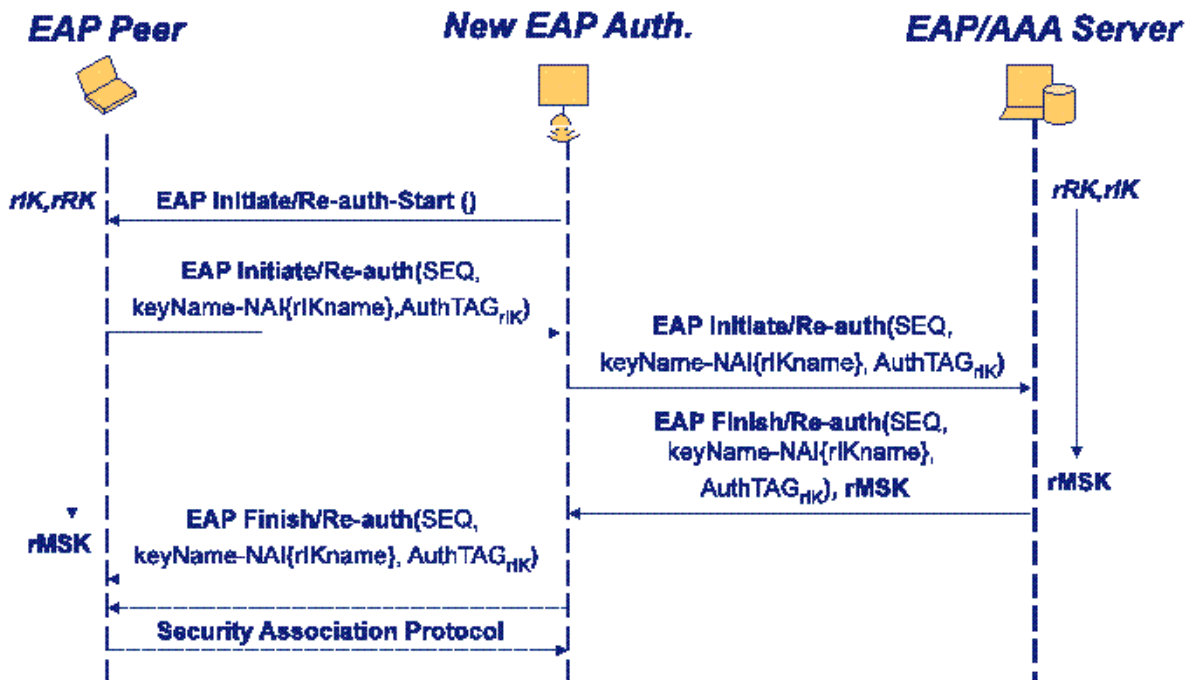 EAP Peer
New EAP Auth.
EAP/AAA Server
rIK,rRK
EAP Initiate/Re-auth-Start ()
rRK,rIK
EAP Initiate/Re-auth(SEQ,
keyName-NAI{rIKname},AuthTAGrIK)
EAP Initiate/Re-auth(SEQ,
keyName-NAI{rIKname}, AuthTAGrIK)
EAP Finish/Re-auth(SEQ,
keyName-NAI{rIKname},
AuthTAGrIK), rMSK
rMSK
EAP Finish/Re-auth(SEQ,
rMSK
keyName-NAI{rIKname}, AuthTAGrIK)
Security Association Protocol